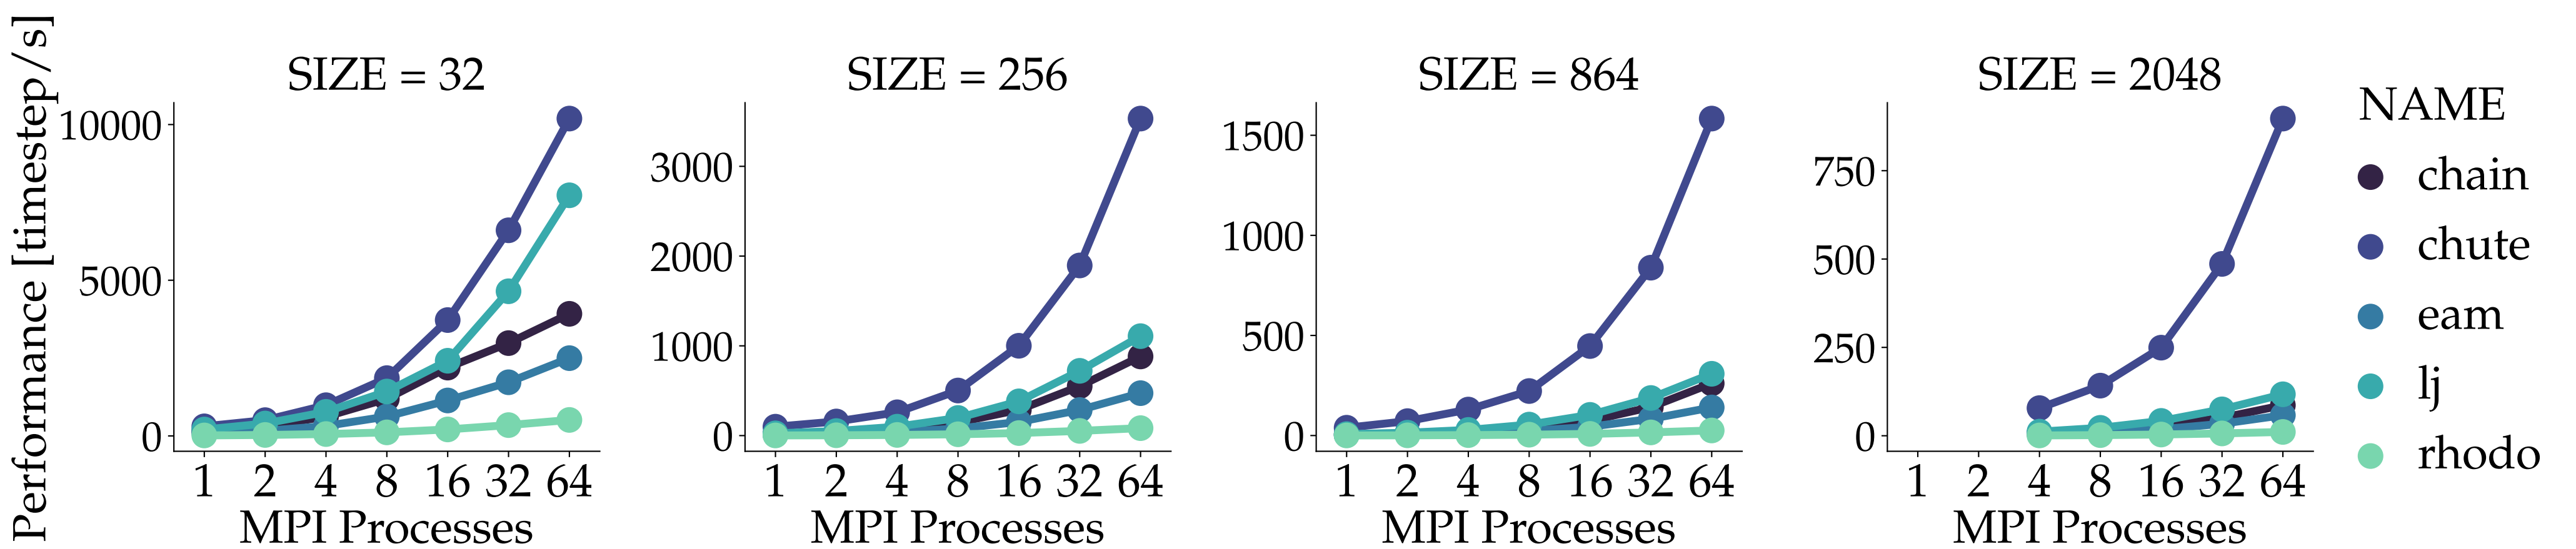 Performance [timestep/s]
SIZE = 32
10000
5000
0
1 2 4 8 16 32 64
MPI Processes
SIZE = 256
3000
2000
1000
0
1 2 4 8 16 32 64
MPI Processes
SIZE = 864
1500
1000
500
0
1 2 4 8 16 32 64
MPI Processes
SIZE = 2048
750
500
250
0
1 2 4 8 16 32 64
MPI Processes
NAME
chain
chute
eam
lj
rhodo